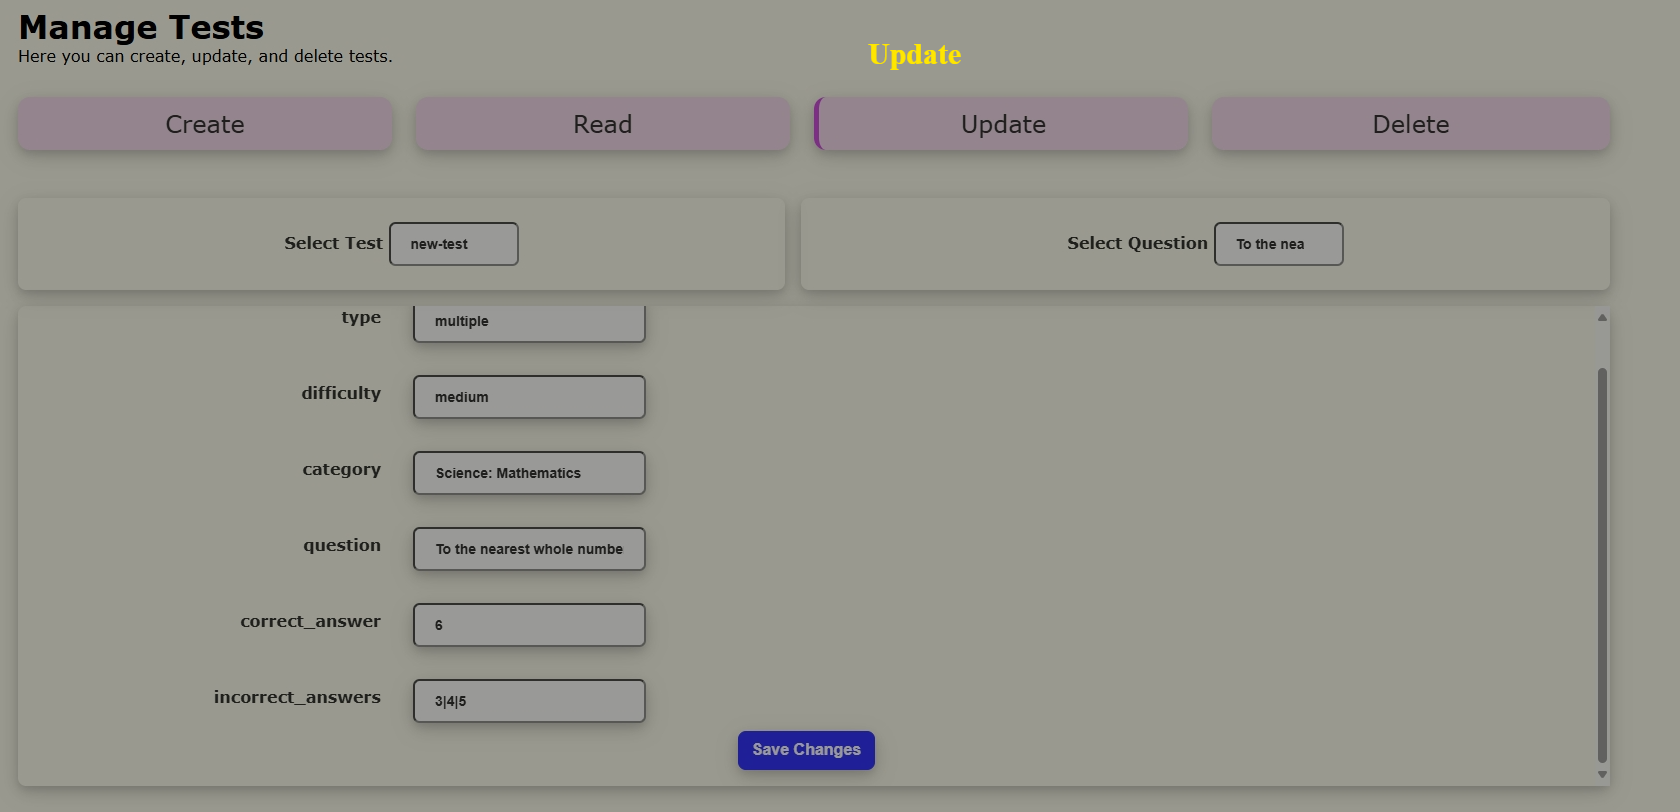 Manage Tests
Here you can create, update, and delete tests.
Update
Create
Read
Update
Delete
Select Test new-test
Select Question To the nea
type multiple
difficulty medium
category Science: Mathematics
question To the nearest whole numbe
correct_answer 6
incorrect_answers 3|4|5
Save Changes